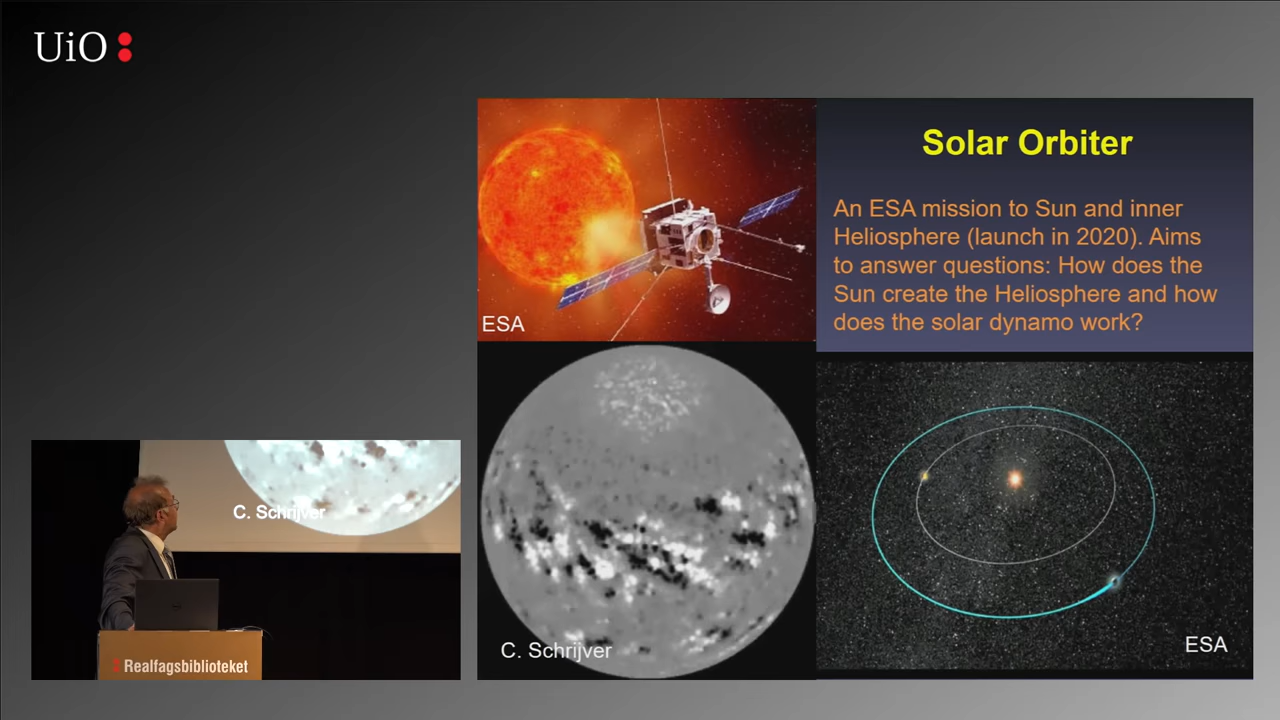 UiO
Solar Orbiter
An ESA mission to Sun and inner
Heliosphere (launch in 2020). Aims
to answer questions: How does the
Sun create the Heliosphere and how
does the solar dynamo work?
ESA
C. Schrijver
ESA
C. Schrijver
Realfagsbiblioteket